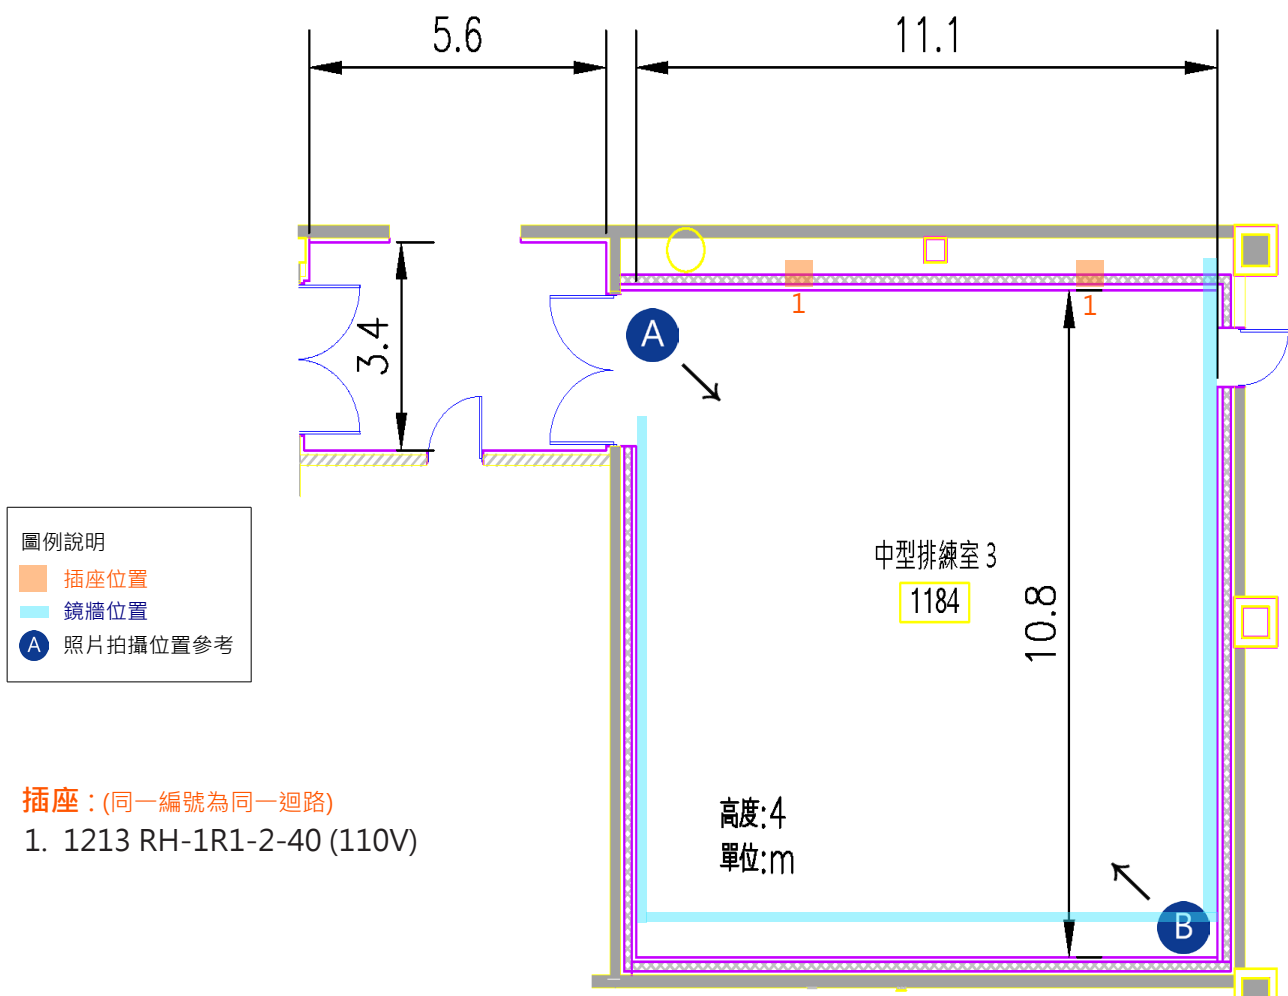 5.6
11.1
3.4
A
1
1
中型排練室 3
1184
10.8
高度:4
單位:m
B
圖例說明
插座位置
鏡牆位置
A 照片拍攝位置參考
插座 : (同一編號為同一迴路)
1. 1213 RH-1R1-2-40 (110V)